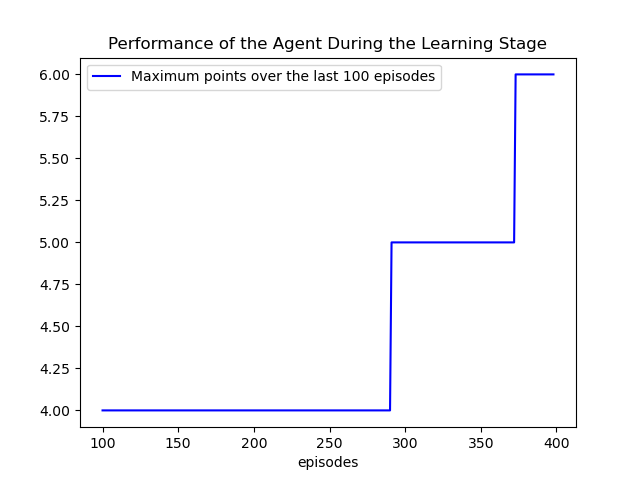 Performance of the Agent During the Learning Stage
Maximum points over the last 100 episodes
6.00
5.75
5.50
5.25
5.00
4.75
4.50
4.25
4.00
100 150 200 250 300 350 400
episodes